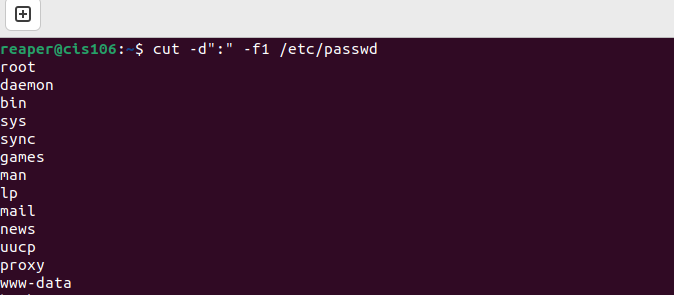 reaper@cis106:~$ cut -d":" -f1 /etc/passwd
root
daemon
bin
sys
sync
games
man
lp
mail
news
uucp
proxy
www-data